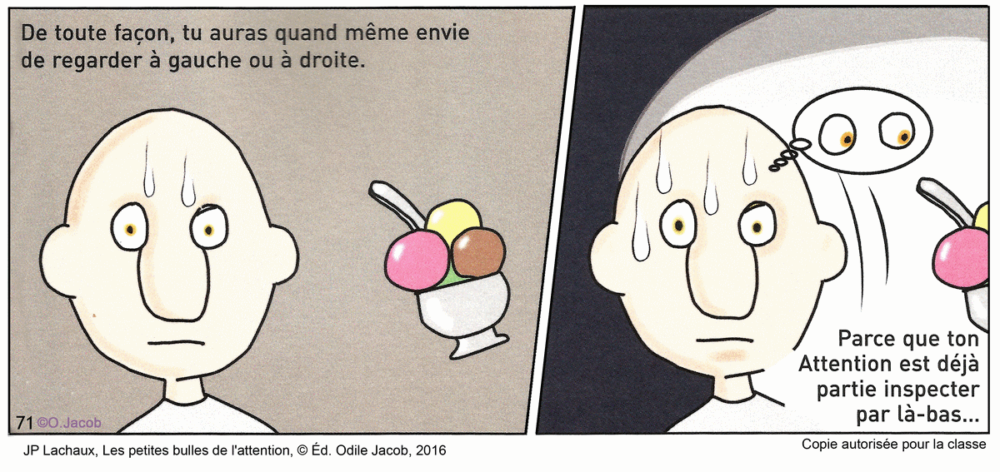 De toute façon, tu auras quand même envie
de regarder à gauche ou à droite.
Parce que ton
Attention est déjà
partie inspecter
par là-bas...
71 ©O.Jacob
JP Lachaux, Les petites bulles de l'attention, © Éd. Odile Jacob, 2016
Copie autorisée pour la classe